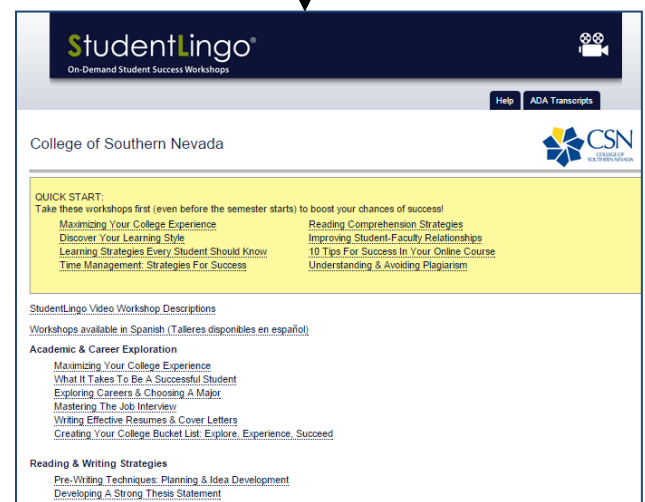 StudentLingo®
On-Demand Student Success Workshops
Help ADA Transcripts
College of Southern Nevada
CSN
COLLEGE OF
SOUTHERN NEVADA
QUICK START:
Take these workshops first (even before the semester starts) to boost your chances of success!
Maximizing Your College Experience
Discover Your Learning Style
Learning Strategies Every Student Should Know
Time Management: Strategies For Success
Reading Comprehension Strategies
Improving Student-Faculty Relationships
10 Tips For Success In Your Online Course
Understanding & Avoiding Plagiarism
StudentLingo Video Workshop Descriptions
Workshops available in Spanish (Talleres disponibles en español)
Academic & Career Exploration
Maximizing Your College Experience
What It Takes To Be A Successful Student
Exploring Careers & Choosing A Major
Mastering The Job Interview
Writing Effective Resumes & Cover Letters
Creating Your College Bucket List: Explore, Experience, Succeed
Reading & Writing Strategies
Pre-Writing Techniques: Planning & Idea Development
Developing A Strong Thesis Statement